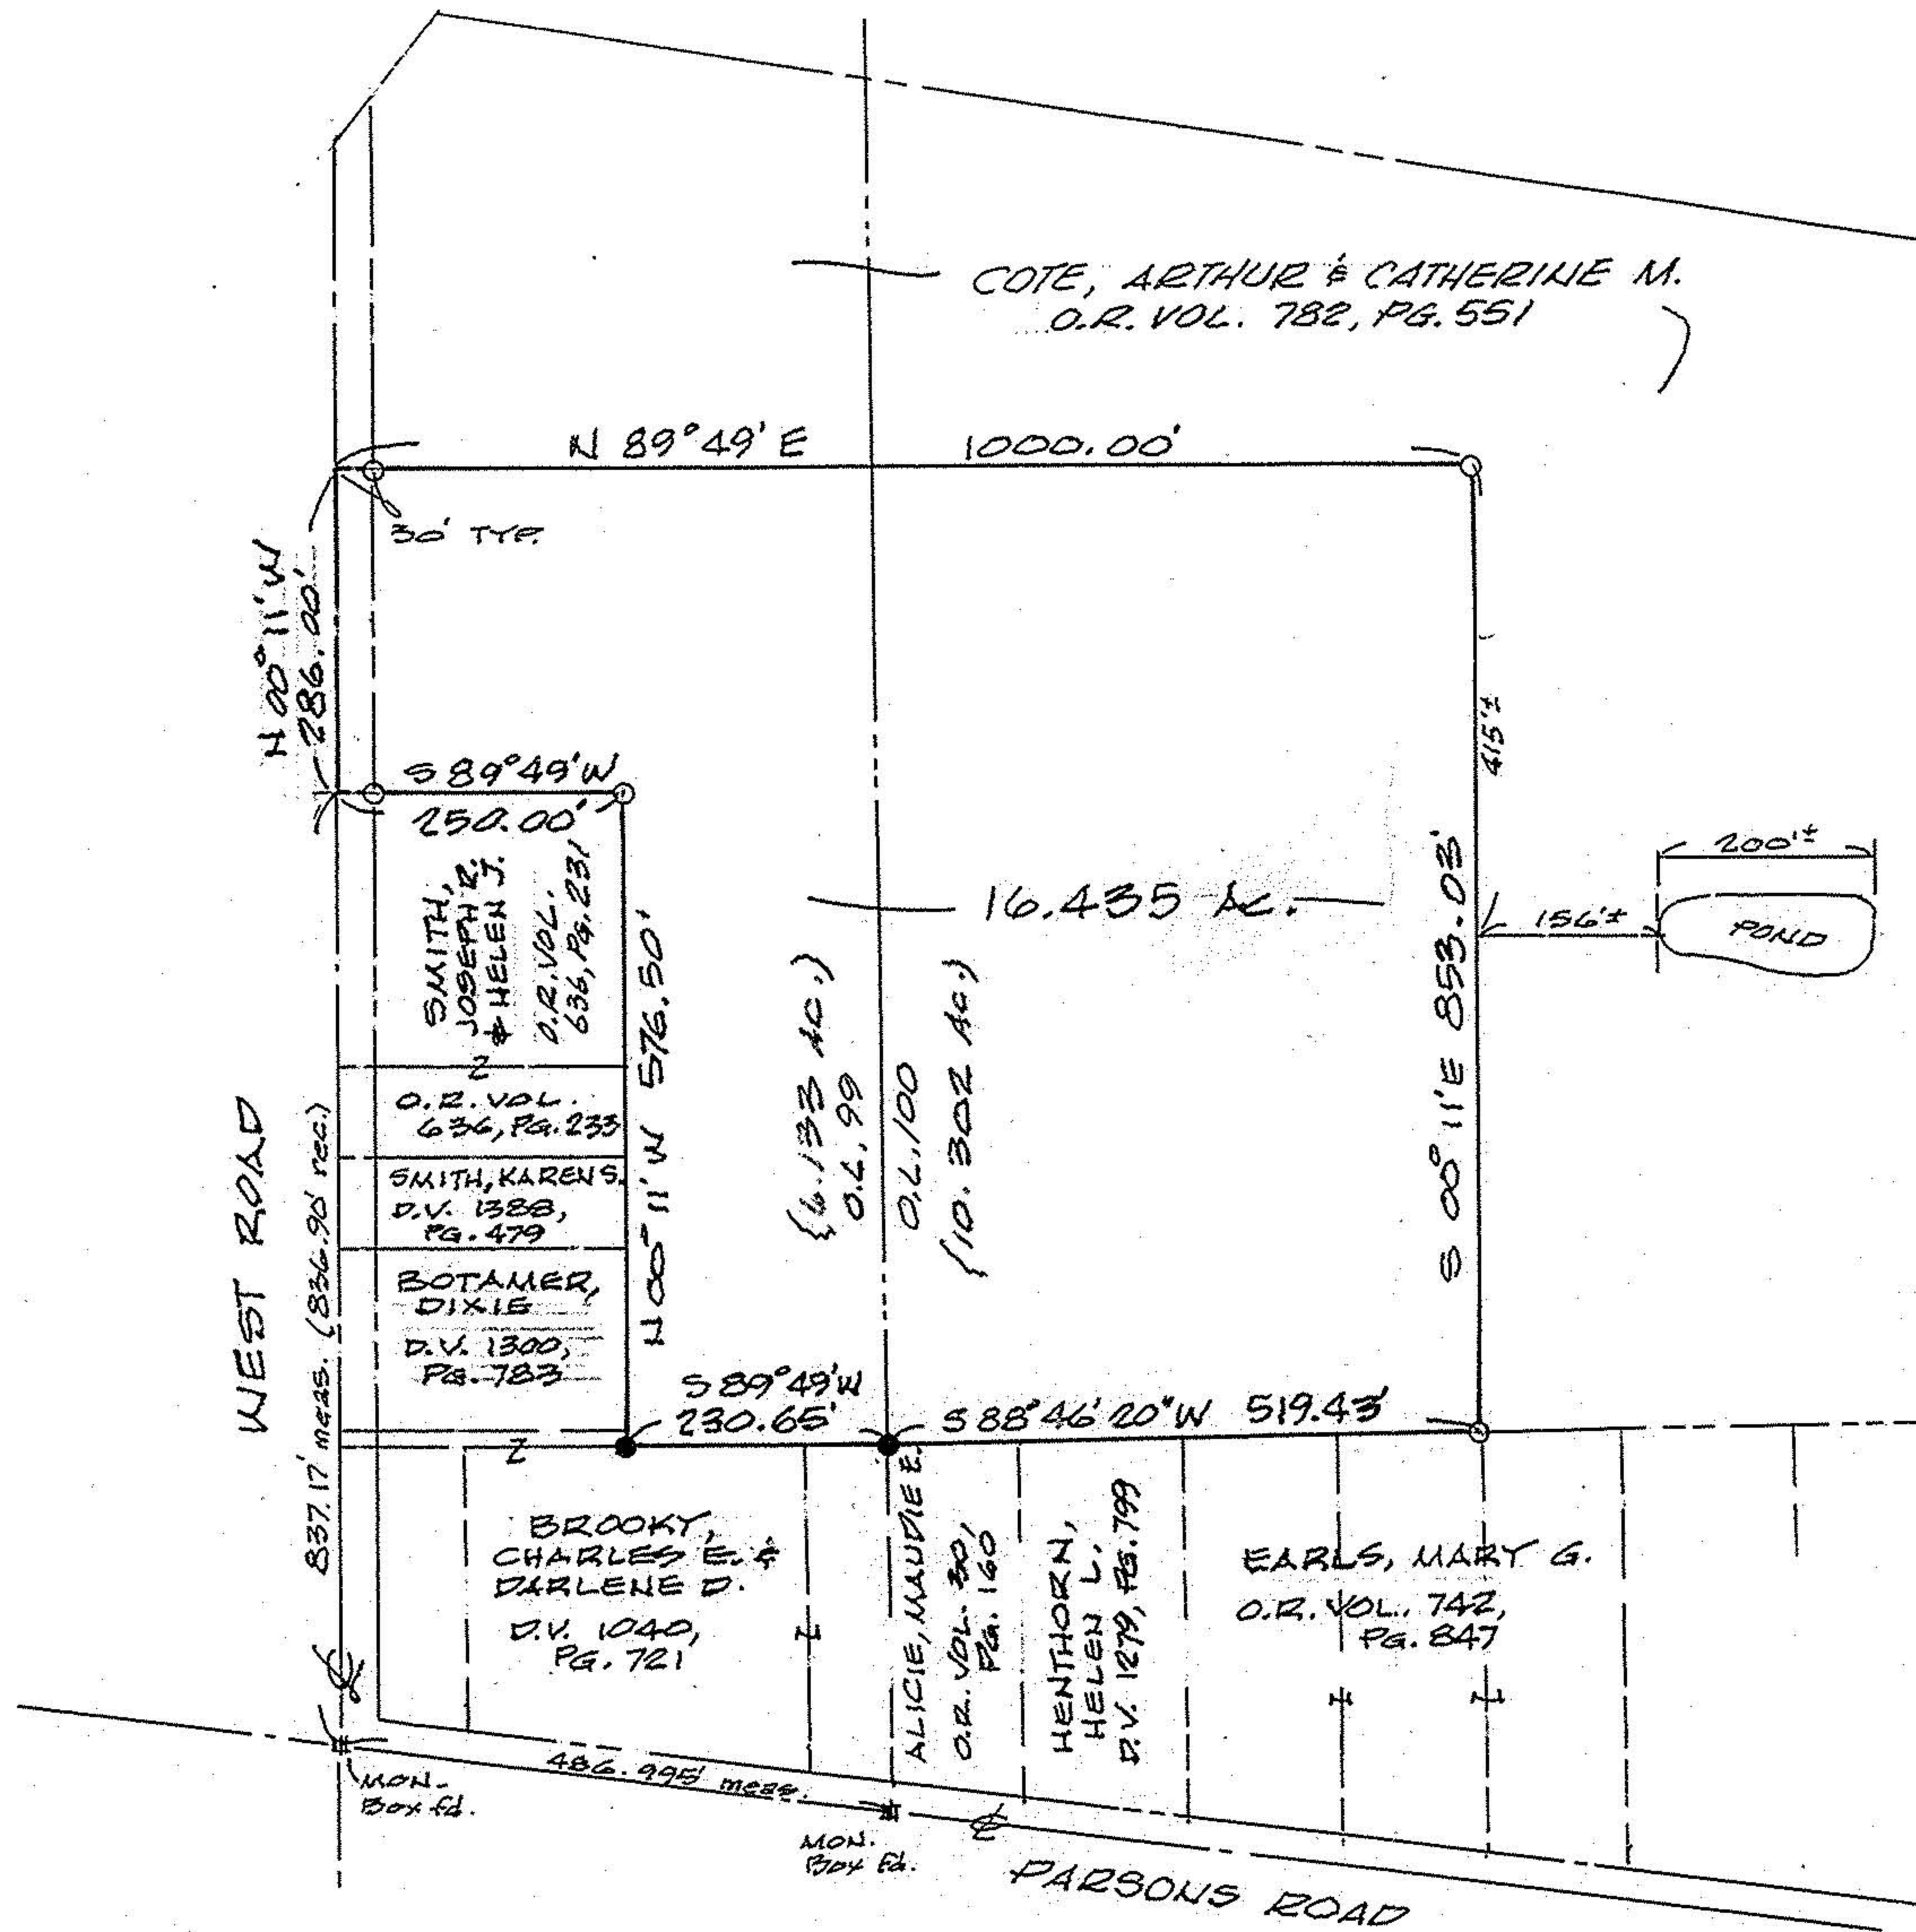 COTE, ARTHUR & CATHERINE M.
O.R. VOL. 782, PG. 551
N 89°49' E 1000.00'
30' TYP.
N 00°11' W
286.00'
S 89°49' W
250.00'
SMITH,
JOSEPH R.
& HELEN J.
O.R. VOL.
636, PG. 231
O.R. VOL.
636, PG. 233
SMITH, KAREN S.
D.V. 1388,
PG. 479
BOTAMER,
DIXIE
D.V. 1300,
PG. 783
N 00°11' W 576.50'
16.435 Ac.
(6.133 Ac.)
O.L. 99
O.L. 100
(10.302 Ac.)
415'±
S 00°11' E 853.03'
200'±
156'±
POND
WEST ROAD
837.17' meas. (836.90' rec.)
S 89°49' W
230.65'
S 88°46'20" W 519.43'
BROOKY,
CHARLES E. &
DARLENE D.
D.V. 1040,
PG. 721
ALICIE, MAUDIE E.
O.R. VOL. 30,
PG. 160
HENTHORN,
HELEN L.
D.V. 1279, PG. 799
EARLS, MARY G.
O.R. VOL. 742,
PG. 847
486.995' meas.
MON.
Box fd.
MON.
Box fd.
PARSONS ROAD